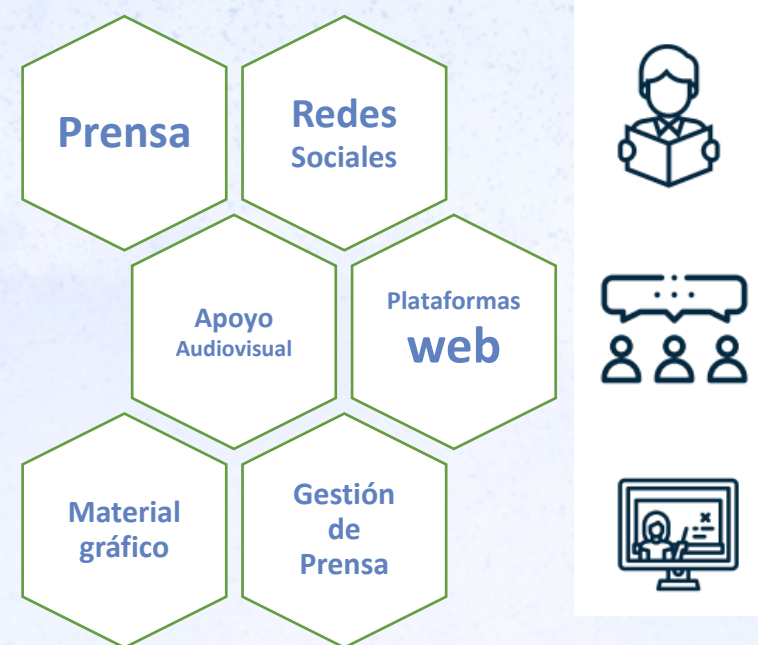 Prensa
Redes
Sociales
Apoyo
Audiovisual
Plataformas
web
Material
gráfico
Gestión
de
Prensa